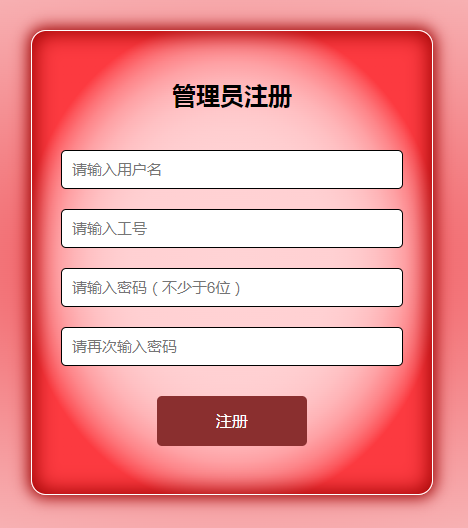 管理员注册
请输入用户名
请输入工号
请输入密码（不少于6位）
请再次输入密码
注册